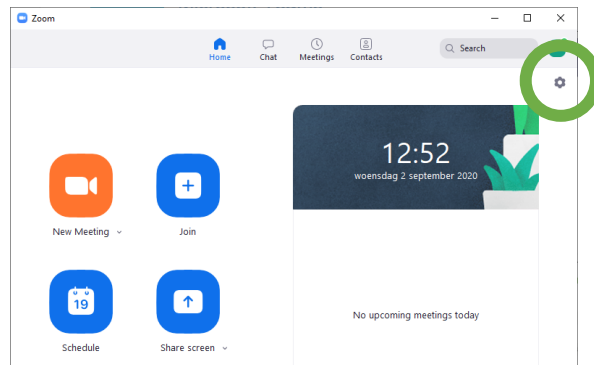 Zoom
Home Chat Meetings Contacts Search
12:52
woensdag 2 september 2020
New Meeting Join
19
Schedule Share screen
No upcoming meetings today